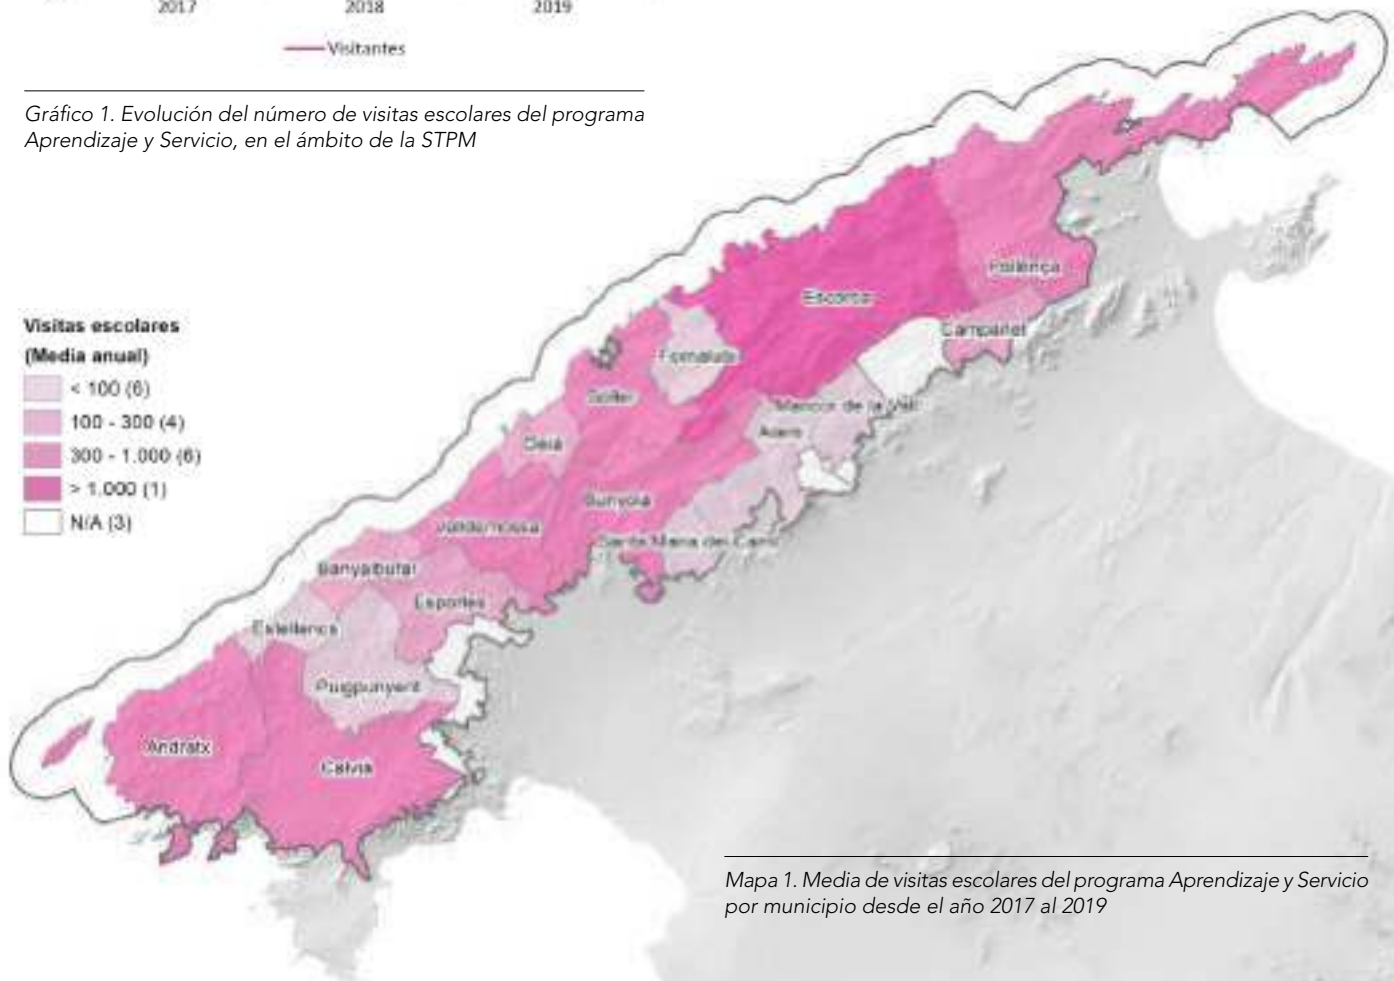 2017 2018 2019
Visitantes
Gráfico 1. Evolución del número de visitas escolares del programa
Aprendizaje y Servicio, en el ámbito de la STPM
Visitas escolares
(Media anual)
< 100 (6)
100 - 300 (4)
300 - 1.000 (6)
> 1.000 (1)
N/A (3)
Pollença
Escorca
Campanet
Fornalutx
Sóller
Mancor de la Vall
Alaró
Deià
Bunyola
Valldemossa
Santa Maria del Camí
Banyalbufar
Esporles
Estellencs
Puigpunyent
Andratx
Calvià
Mapa 1. Media de visitas escolares del programa Aprendizaje y Servicio
por municipio desde el año 2017 al 2019